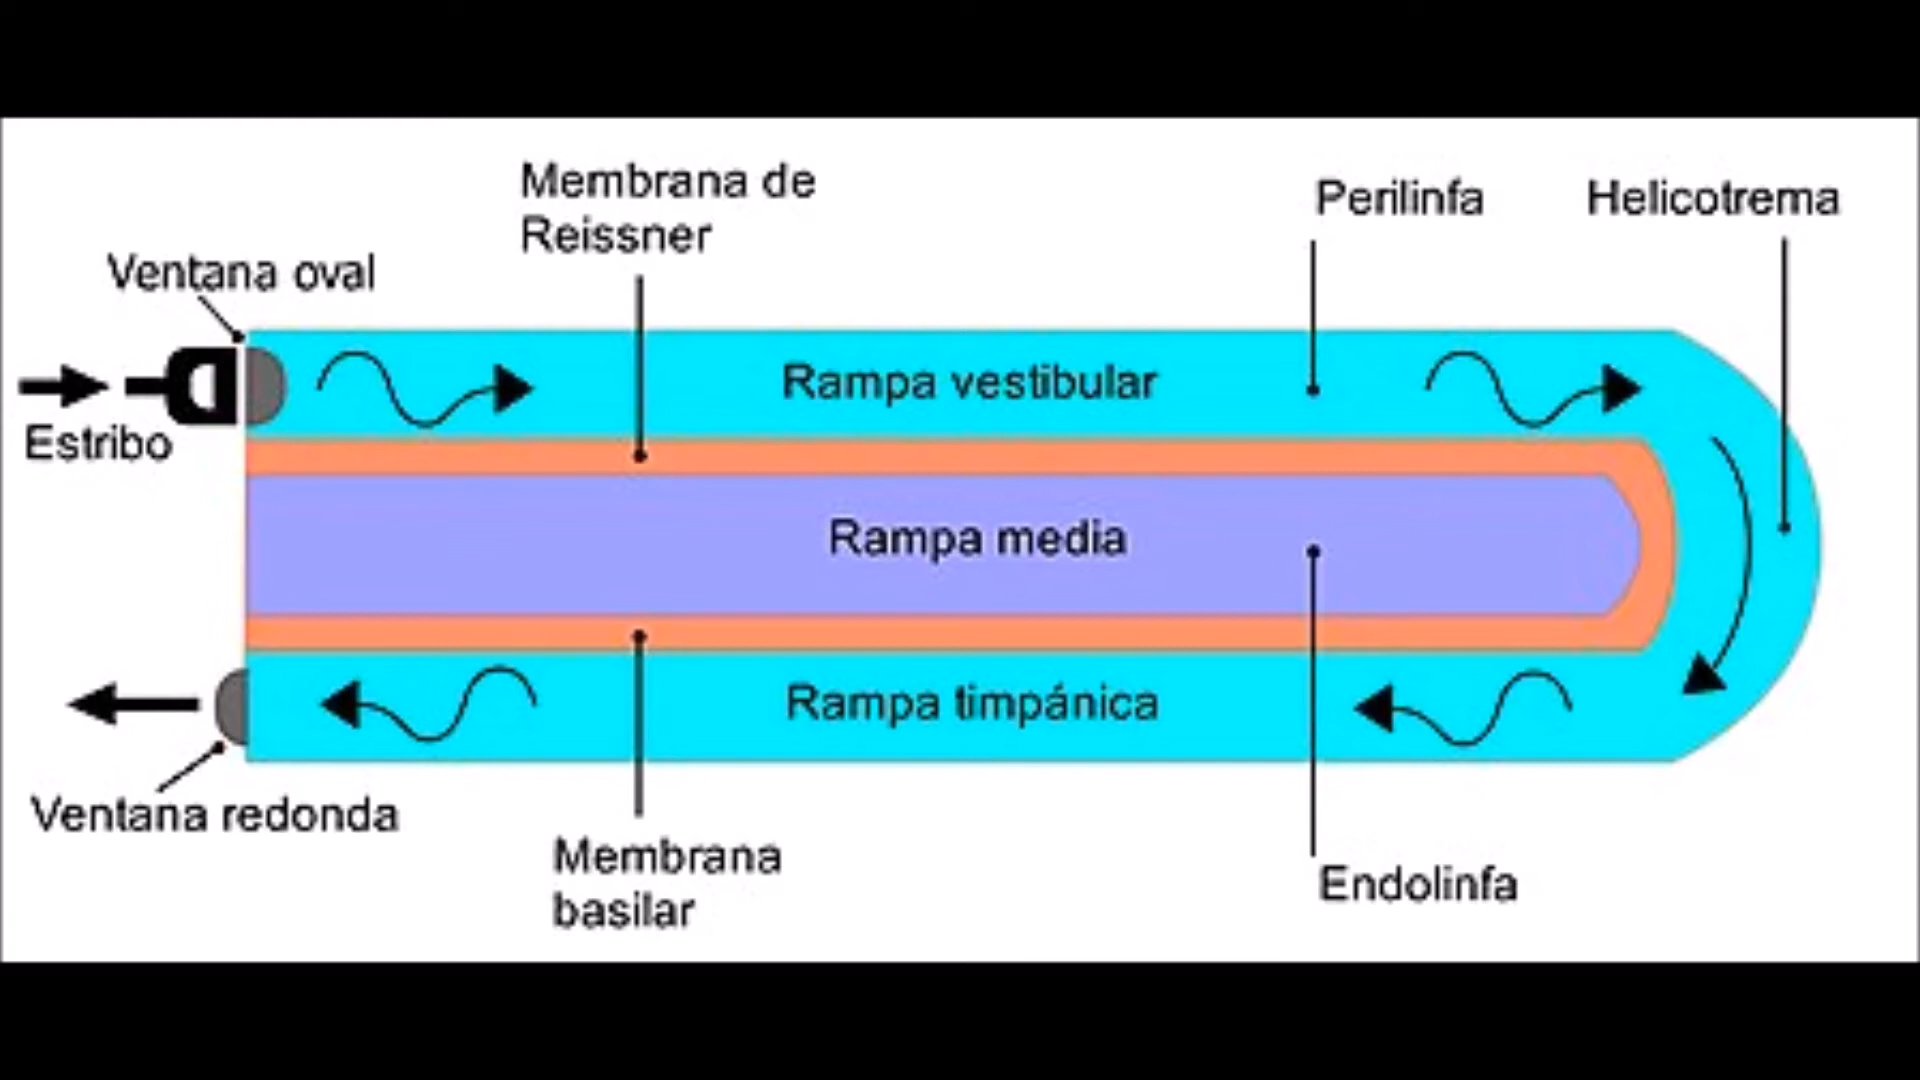 Membrana de
Reissner
Perilinfa
Helicotrema
Ventana oval
Rampa vestibular
Estribo
Rampa media
Rampa timpánica
Ventana redonda
Membrana
basilar
Endolinfa